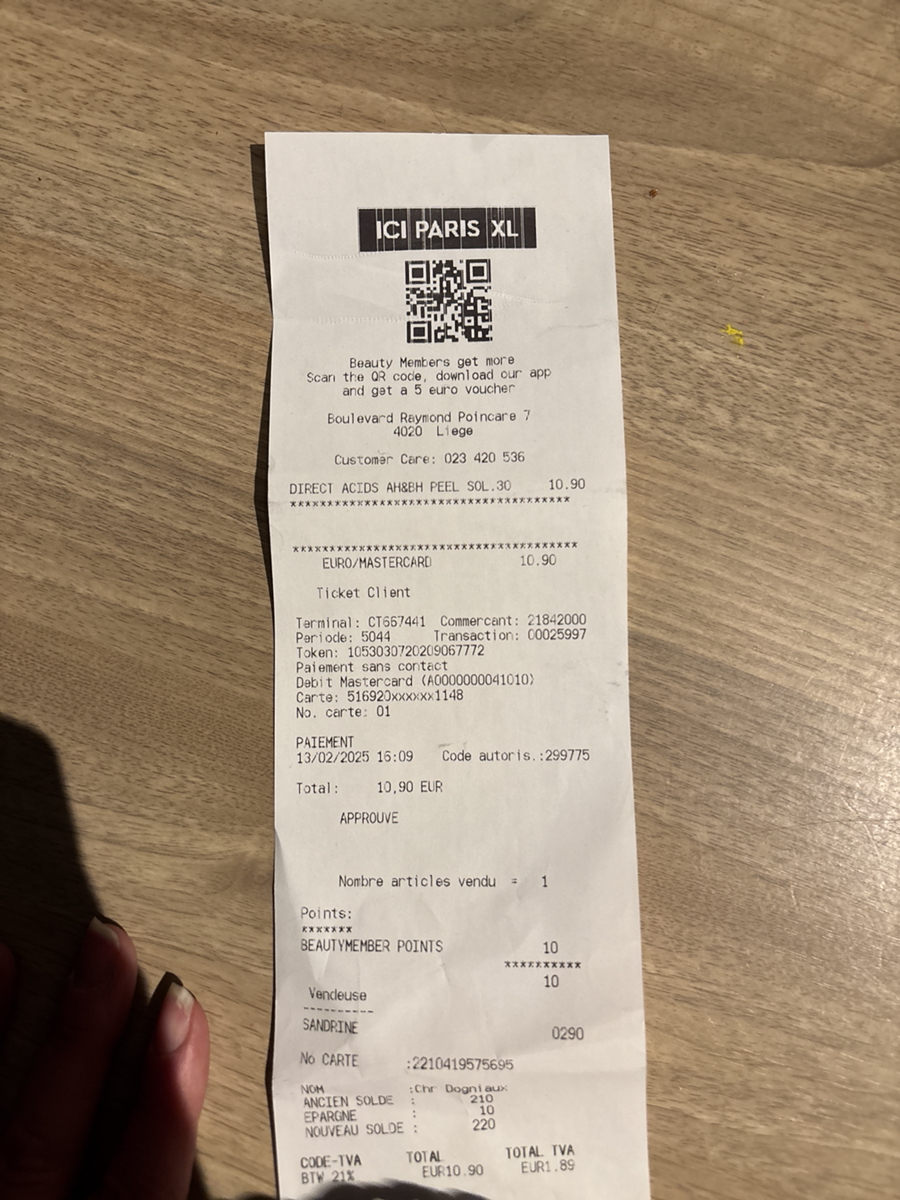 ICI PARIS XL
Beauty Members get more
Scan the QR code, download our app
and get a 5 euro voucher
Boulevard Raymond Poincare 7
4020 Liege
Customer Care: 023 420 536
DIRECT ACIDS AH&BH PEEL SOL.30 10.90
************************************
************************************
EURO/MASTERCARD 10.90
Ticket Client
Terminal: CT667441 Commercant: 21842000
Periode: 5044 Transaction: 00025997
Token: 1053030720209067772
Paiement sans contact
Debit Mastercard (A0000000041010)
Carte: 516920xxxxxx1148
No. carte: 01
PAIEMENT
13/02/2025 16:09 Code autoris.:299775
Total: 10,90 EUR
APPROUVE
Nombre articles vendu = 1
Points:
*******
BEAUTYMEMBER POINTS 10
**********
10
Vendeuse
----------
SANDRINE 0290
No CARTE :2210419575695
NOM :Chr Dogniaux
ANCIEN SOLDE : 210
EPARGNE : 10
NOUVEAU SOLDE : 220
CODE-TVA TOTAL TOTAL TVA
BTW 21% EUR10.90 EUR1.89